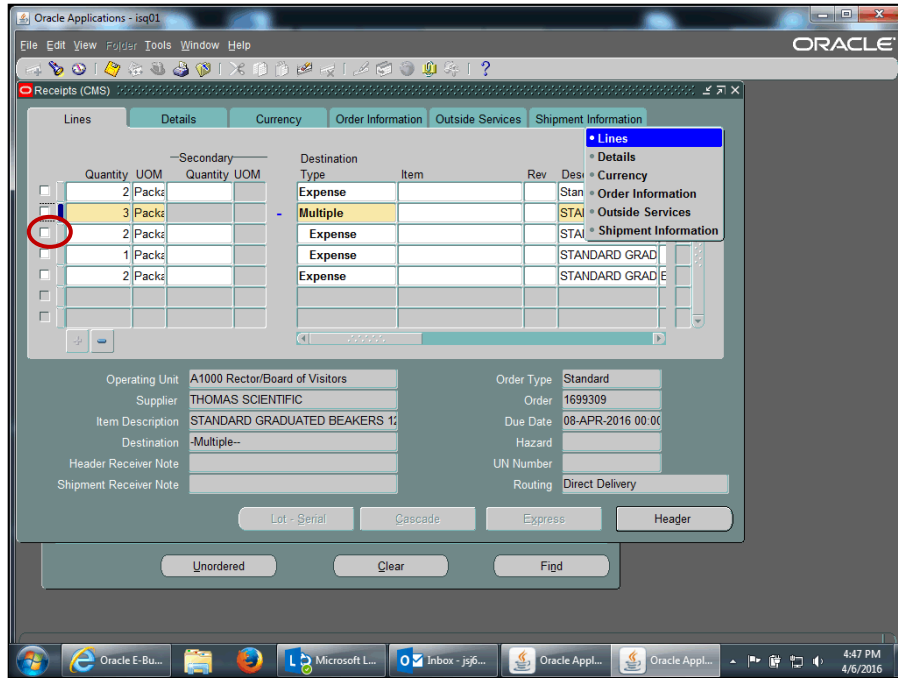 Oracle Applications - isq01
File Edit View Folder Tools Window Help
ORACLE
Receipts (CMS)
Lines Details Currency Order Information Outside Services Shipment Information
Lines
Details
Currency
Order Information
Outside Services
Shipment Information
Secondary Destination
Quantity UOM Quantity UOM Type Item Rev Des
2 Packa Expense Stan
3 Packa - Multiple STA
2 Packa Expense STA
1 Packa Expense STANDARD GRAD
2 Packa Expense STANDARD GRAD E
Operating Unit A1000 Rector/Board of Visitors Order Type Standard
Supplier THOMAS SCIENTIFIC Order 1699309
Item Description STANDARD GRADUATED BEAKERS 12 Due Date 08-APR-2016 00:00
Destination -Multiple-- Hazard
Header Receiver Note UN Number
Shipment Receiver Note Routing Direct Delivery
Lot - Serial Cascade Express Header
Unordered Clear Find
Oracle E-Bu... Microsoft L... Inbox - jsj6... Oracle Appl... Oracle Appl... 4:47 PM
4/6/2016